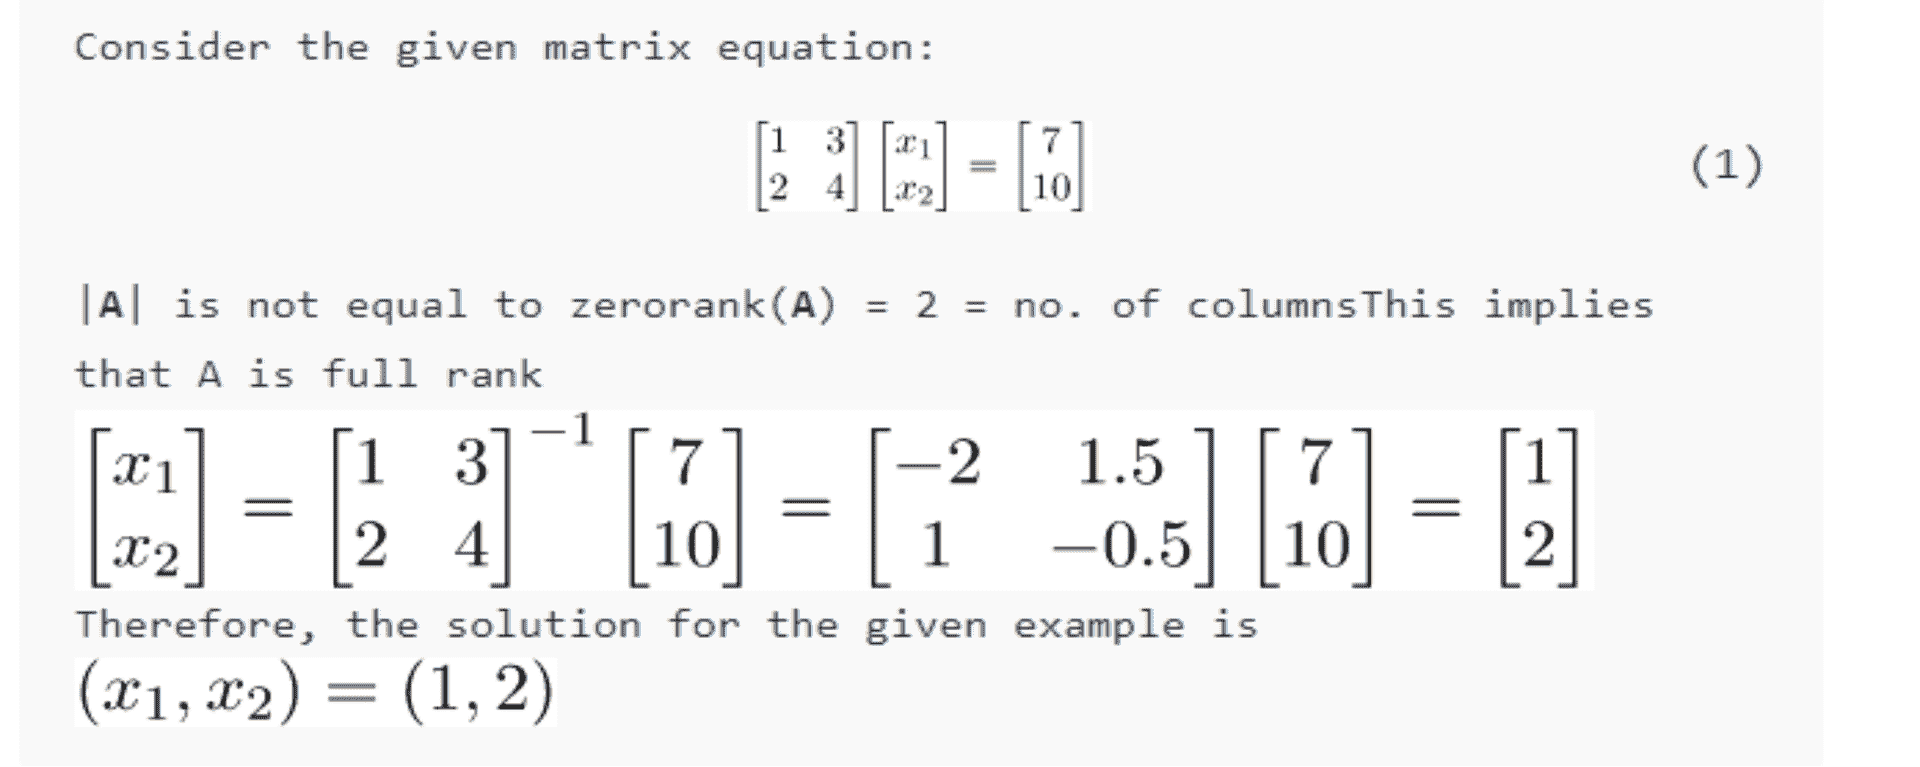 Consider the given matrix equation:
[1 3; 2 4] [x₁; x₂] = [7; 10] (1)
|A| is not equal to zerorank(A) = 2 = no. of columnsThis implies
that A is full rank
[x₁; x₂] = [1 3; 2 4]⁻¹ [7; 10] = [−2 1.5; 1 −0.5] [7; 10] = [1; 2]
Therefore, the solution for the given example is
(x₁, x₂) = (1, 2)